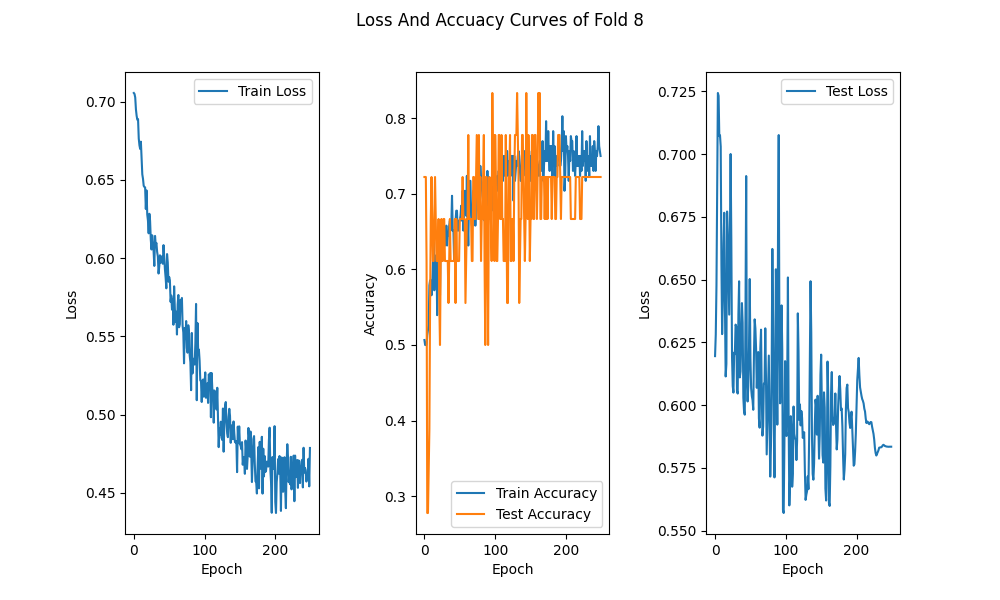 Loss And Accuacy Curves of Fold 8
0.70
0.65
0.60
0.55
0.50
0.45
Loss
0 100 200
Epoch
Train Loss
0.8
0.7
0.6
0.5
0.4
0.3
Accuracy
0 100 200
Epoch
Train Accuracy
Test Accuracy
0.725
0.700
0.675
0.650
0.625
0.600
0.575
0.550
Loss
0 100 200
Epoch
Test Loss